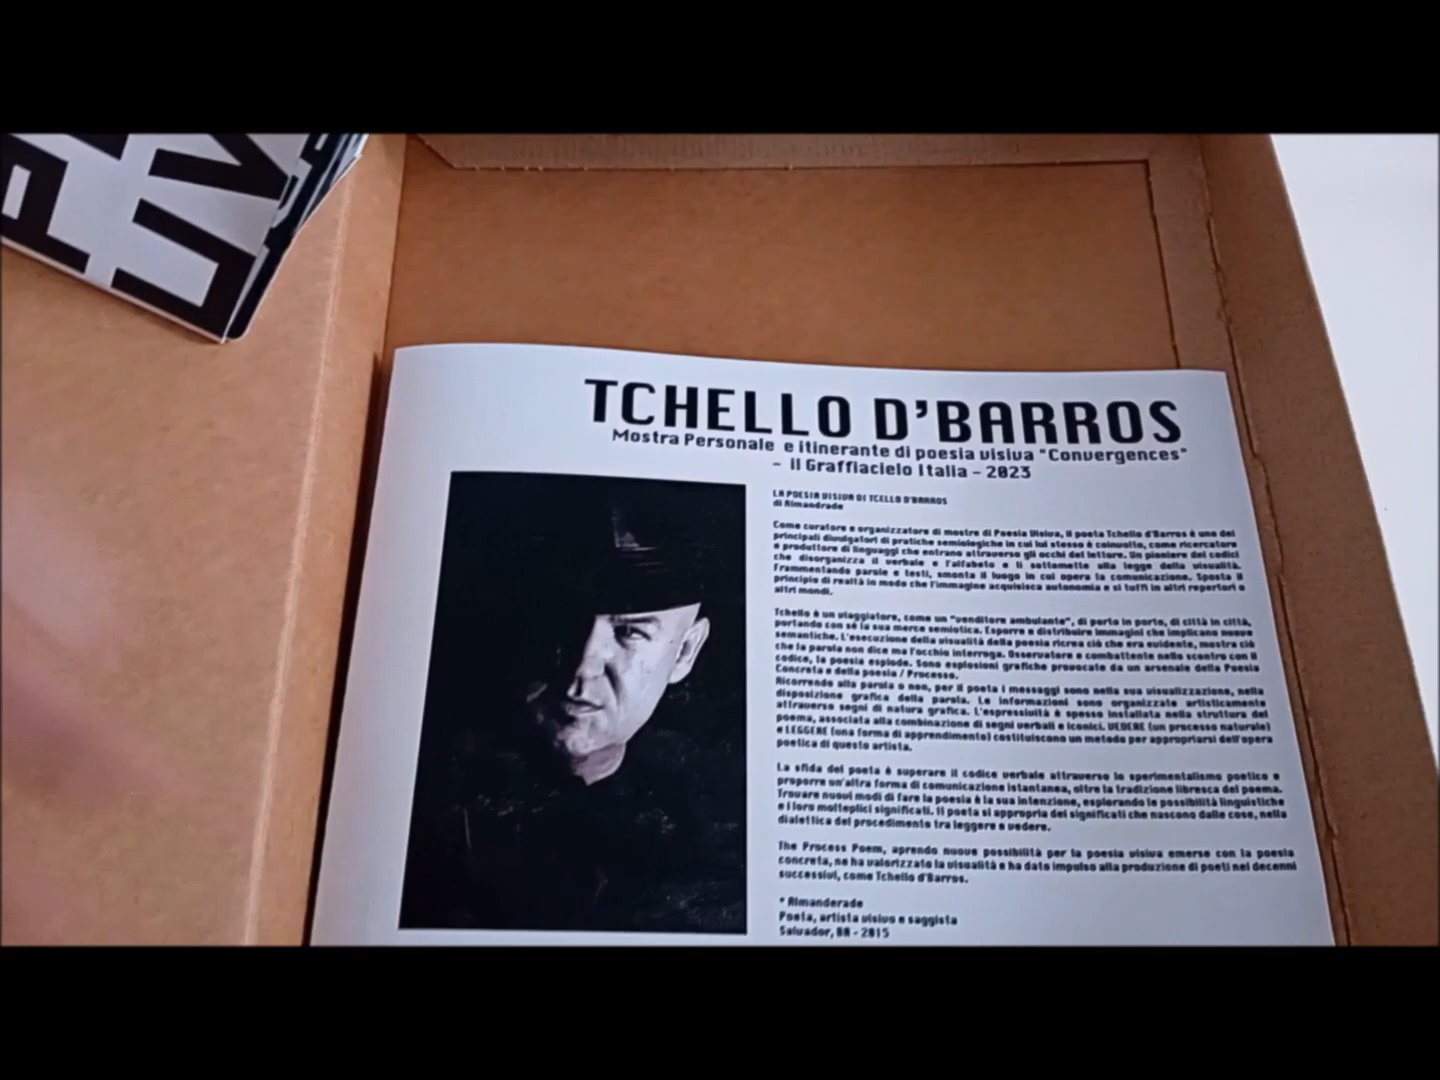 LIV
TCHELLO D'BARROS
Mostra Personale e itinerante di poesia visiva "Convergences"
- Il Graffiacielo Italia - 2023
LA POESIA VISIVA DI TCELLO D'BARROS
di Almandrade
Come curatore e organizzatore di mostre di Poesia Visiva, il poeta Tchello d'Barros è uno dei
principali divulgatori di pratiche semiologiche in cui lui stesso è coinvolto, come ricercatore
e produttore di linguaggi che entrano attraverso gli occhi del lettore. Un pioniere dei codici
che disorganizza il verbale e l'alfabeto e li sottomette alla legge della visualità.
Frammentando parole e testi, smonta il luogo in cui opera la comunicazione. Sposta il
principio di realtà in modo che l'immagine acquisisca autonomia e si tuffi in altri repertori o
altri mondi.
Tchello è un viaggiatore, come un "venditore ambulante", di porto in porto, di città in città,
portando con sé la sua merce semiotica. Esporre e distribuire immagini che implicano nuove
semantiche. L'esecuzione della visualità della poesia ricrea ciò che era evidente, mostra ciò
che la parola non dice ma l'occhio interroga. Osservatore e combattente nello scontro con il
codice, la poesia esplode. Sono esplosioni grafiche provocate da un arsenale della Poesia
Concreta e della poesia / Processo.
Ricorrendo alla parola o non, per il poeta i messaggi sono nella sua visualizzazione, nella
disposizione grafica della parola. Le informazioni sono organizzate artisticamente
attraverso segni di natura grafica. L'espressività è spesso installata nella struttura del
poema, associata alla combinazione di segni verbali e iconici. VEDERE (un processo naturale)
e LEGGERE (una forma di apprendimento) costituiscono un metodo per appropriarsi dell'opera
poetica di questo artista.
La sfida del poeta è superare il codice verbale attraverso lo sperimentalismo poetico e
proporre un'altra forma di comunicazione istantanea, oltre la tradizione libresca del poema.
Trovare nuovi modi di fare la poesia è la sua intenzione, esplorando le possibilità linguistiche
e i loro molteplici significati. Il poeta si appropria dei significati che nascono dalle cose, nella
dialettica del procedimento tra leggere e vedere.
The Process Poem, aprendo nuove possibilità per la poesia visiva emerse con la poesia
concreta, ne ha valorizzato la visualità e ha dato impulso alla produzione di poeti nei decenni
successivi, come Tchello d'Barros.
* Almanderade
Poeta, artista visivo e saggista
Salvador, BA - 2015